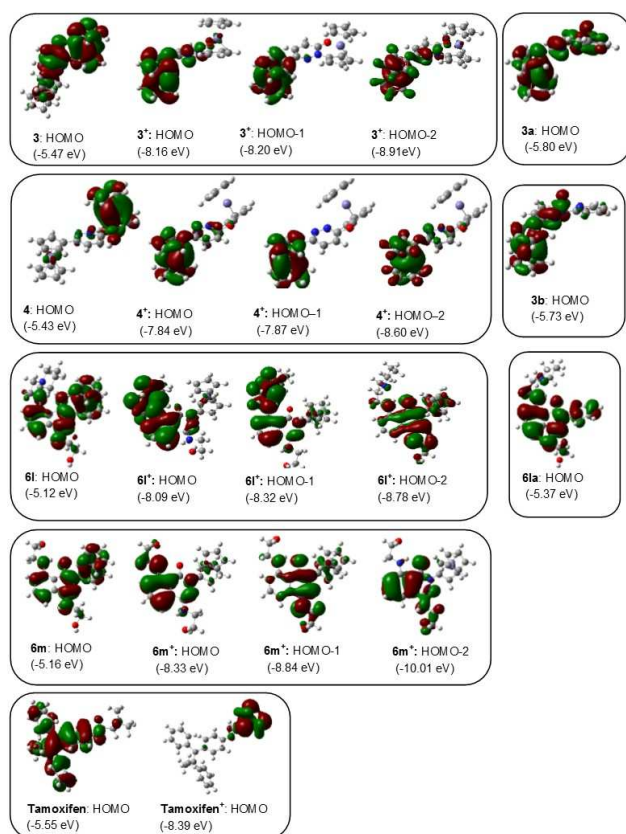 3: HOMO
(-5.47 eV)
3⁺: HOMO
(-8.16 eV)
3⁺: HOMO-1
(-8.20 eV)
3⁺: HOMO-2
(-8.91eV)
3a: HOMO
(-5.80 eV)
4: HOMO
(-5.43 eV)
4⁺: HOMO
(-7.84 eV)
4⁺: HOMO–1
(-7.87 eV)
4⁺: HOMO–2
(-8.60 eV)
3b: HOMO
(-5.73 eV)
6l: HOMO
(-5.12 eV)
6l⁺: HOMO
(-8.09 eV)
6l⁺: HOMO-1
(-8.32 eV)
6l⁺: HOMO-2
(-8.78 eV)
6la: HOMO
(-5.37 eV)
6m: HOMO
(-5.16 eV)
6m⁺: HOMO
(-8.33 eV)
6m⁺: HOMO-1
(-8.84 eV)
6m⁺: HOMO-2
(-10.01 eV)
Tamoxifen: HOMO
(-5.55 eV)
Tamoxifen⁺: HOMO
(-8.39 eV)